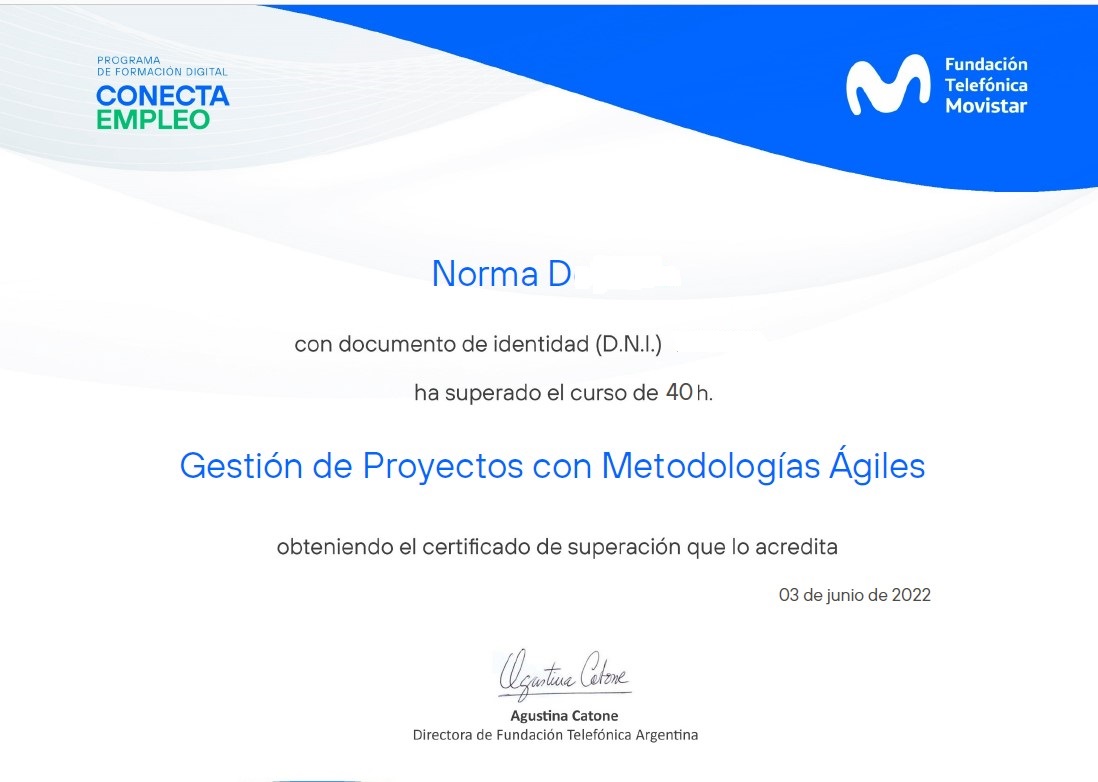 PROGRAMA
DE FORMACIÓN DIGITAL
CONECTA
EMPLEO
Fundación
Telefónica
Movistar
Norma D
con documento de identidad (D.N.I.)
ha superado el curso de 40 h.
Gestión de Proyectos con Metodologías Ágiles
obteniendo el certificado de superación que lo acredita
03 de junio de 2022
Agustina Catone
Agustina Catone
Directora de Fundación Telefónica Argentina